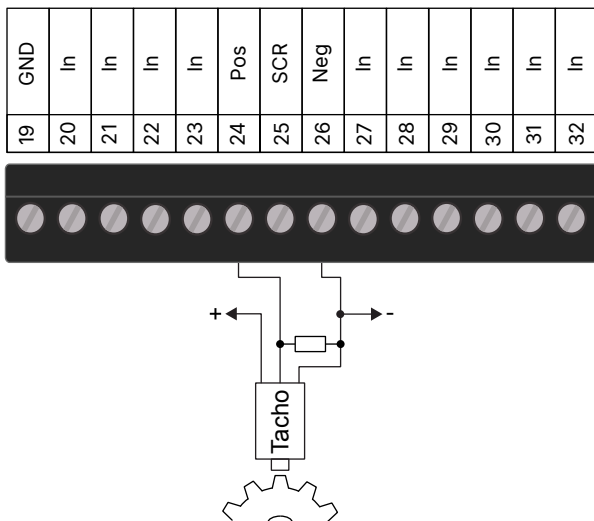 GND In In In In Pos SCR Neg In In In In In In
19 20 21 22 23 24 25 26 27 28 29 30 31 32
+ -
Tacho